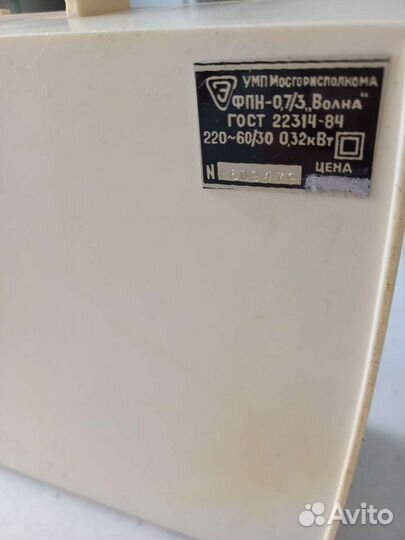 Э УМП Мосгорисполкома
ФПН-0,7/3 „Волна"
ГОСТ 22314-84
220~60/30 0,32кВт
ЦЕНА
N
Avito